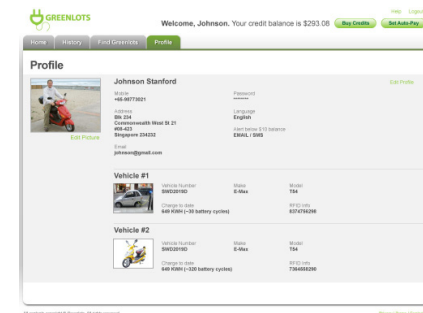 GREENLOTS
Help Logout
Welcome, Johnson. Your credit balance is $293.08
Buy Credits
Set Auto-Pay
Home
History
Find Greenlots
Profile
Profile
Johnson Stanford
Edit Profile
Mobile
+65-98773021
Password
********
Address
Blk 234
Commonwealth West St 21
#08-423
Singapore 234232
Language
English
Alert below $10 balance
EMAIL / SMS
Edit Picture
Email
johnson@gmail.com
Vehicle #1
Vehicle Number
SWD2019D
Make
E-Max
Model
T54
Charge to date
649 KWH (~30 battery cycles)
RFID Info
Vehicle #2
Vehicle Number
SWD2019D
Make
E-Max
Model
T54
Charge to date
649 KWH (~320 battery cycles)
RFID Info